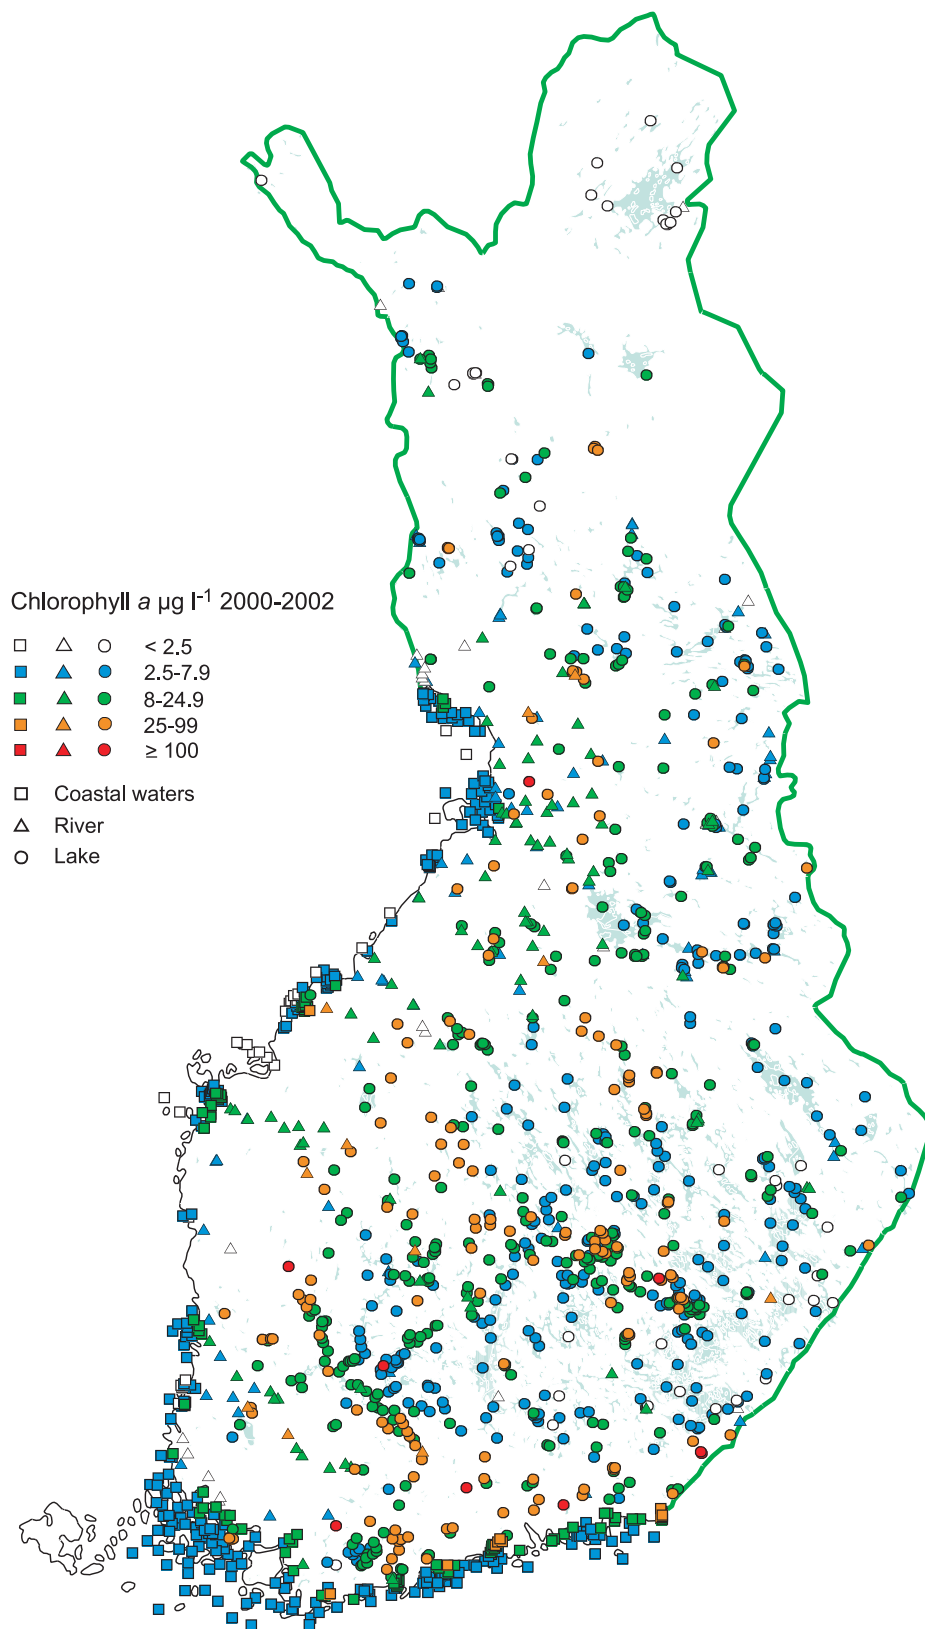 Chlorophyll a µg l-1 2000-2002
< 2.5
2.5-7.9
8-24.9
25-99
≥ 100
Coastal waters
River
Lake